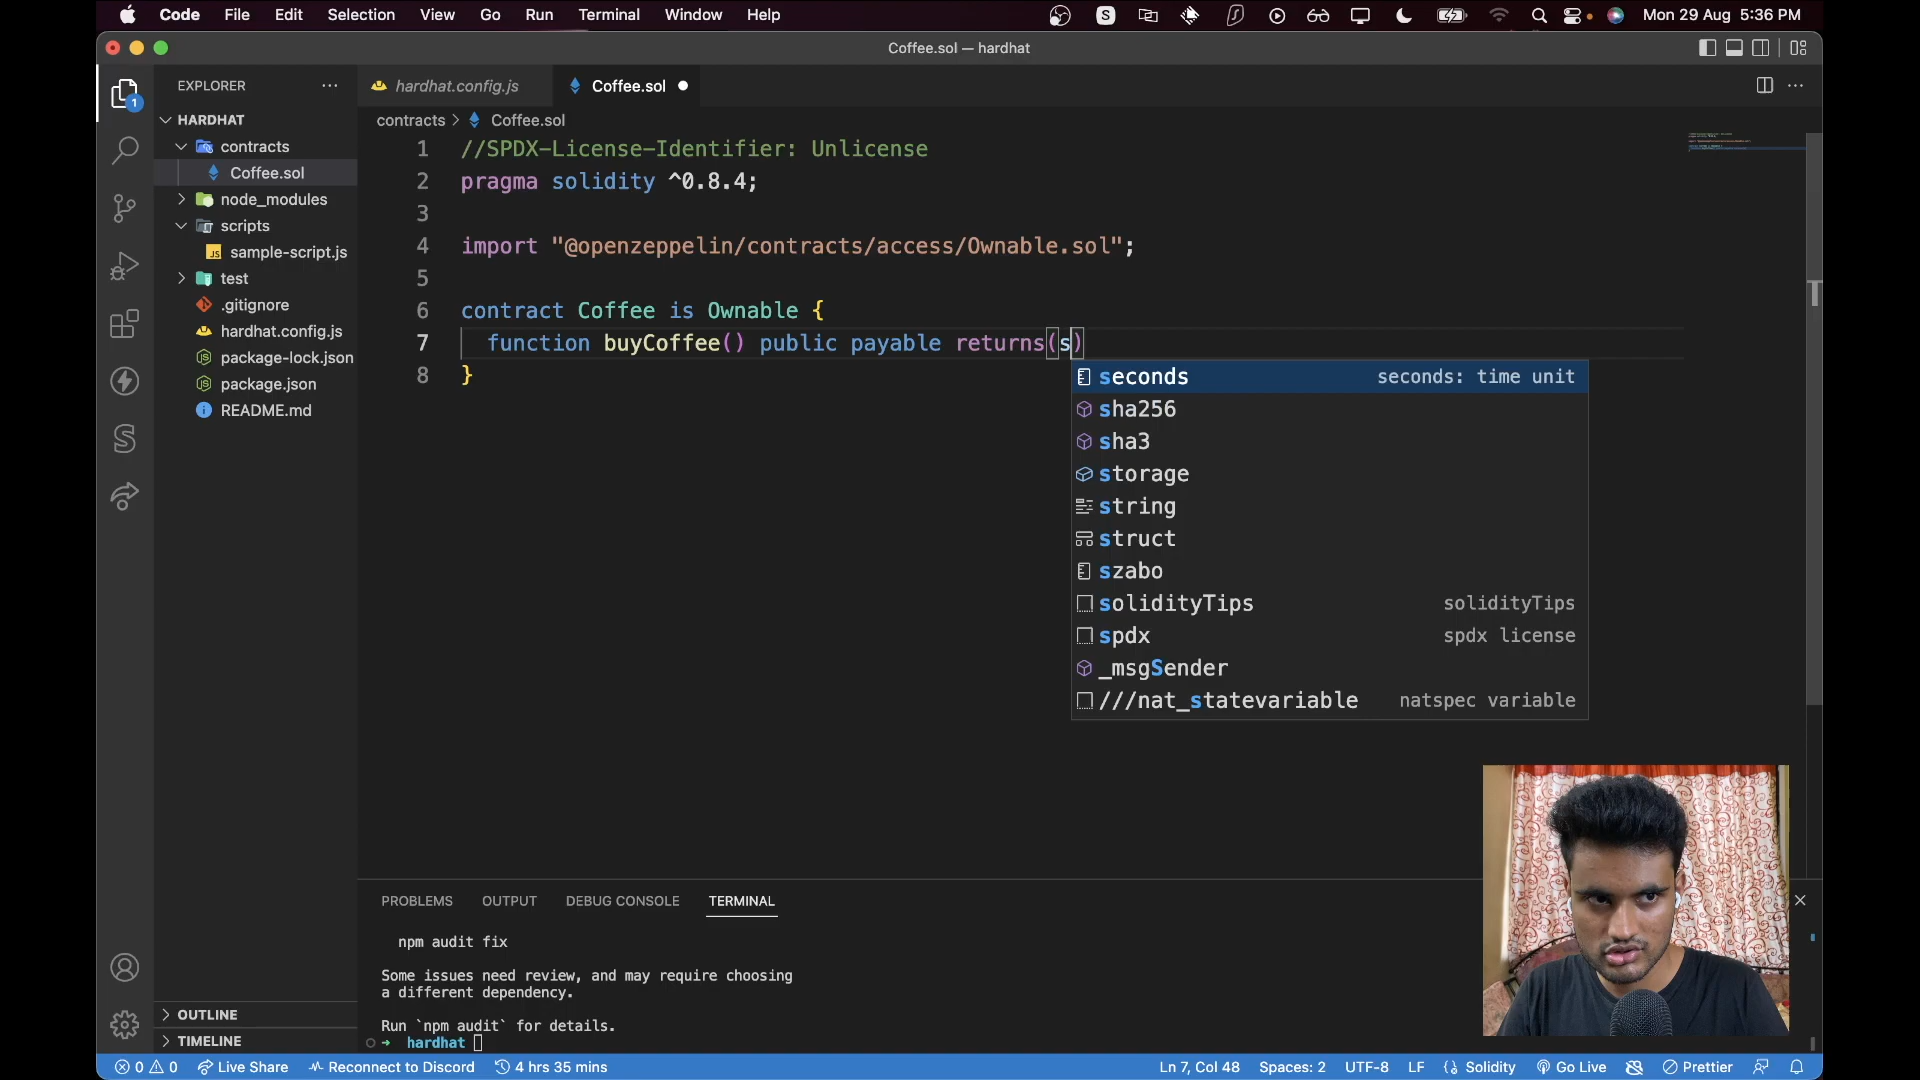 Code File Edit Selection View Go Run Terminal Window Help Mon 29 Aug 5:36 PM
Coffee.sol — hardhat
EXPLORER
HARDHAT
contracts
Coffee.sol
node_modules
scripts
sample-script.js
test
.gitignore
hardhat.config.js
package-lock.json
package.json
README.md
OUTLINE
TIMELINE
1
hardhat.config.js Coffee.sol
contracts > Coffee.sol
1 //SPDX-License-Identifier: Unlicense
2 pragma solidity ^0.8.4;
3
4 import "@openzeppelin/contracts/access/Ownable.sol";
5
6 contract Coffee is Ownable {
7 function buyCoffee() public payable returns(s)
8 }
seconds seconds: time unit
sha256
sha3
storage
string
struct
szabo
solidityTips solidityTips
spdx spdx license
_msgSender
///nat_statevariable natspec variable
PROBLEMS OUTPUT DEBUG CONSOLE TERMINAL
npm audit fix
Some issues need review, and may require choosing
a different dependency.
Run `npm audit` for details.
➜ hardhat
0 0 Live Share Reconnect to Discord 4 hrs 35 mins Ln 7, Col 48 Spaces: 2 UTF-8 LF Solidity Go Live Prettier